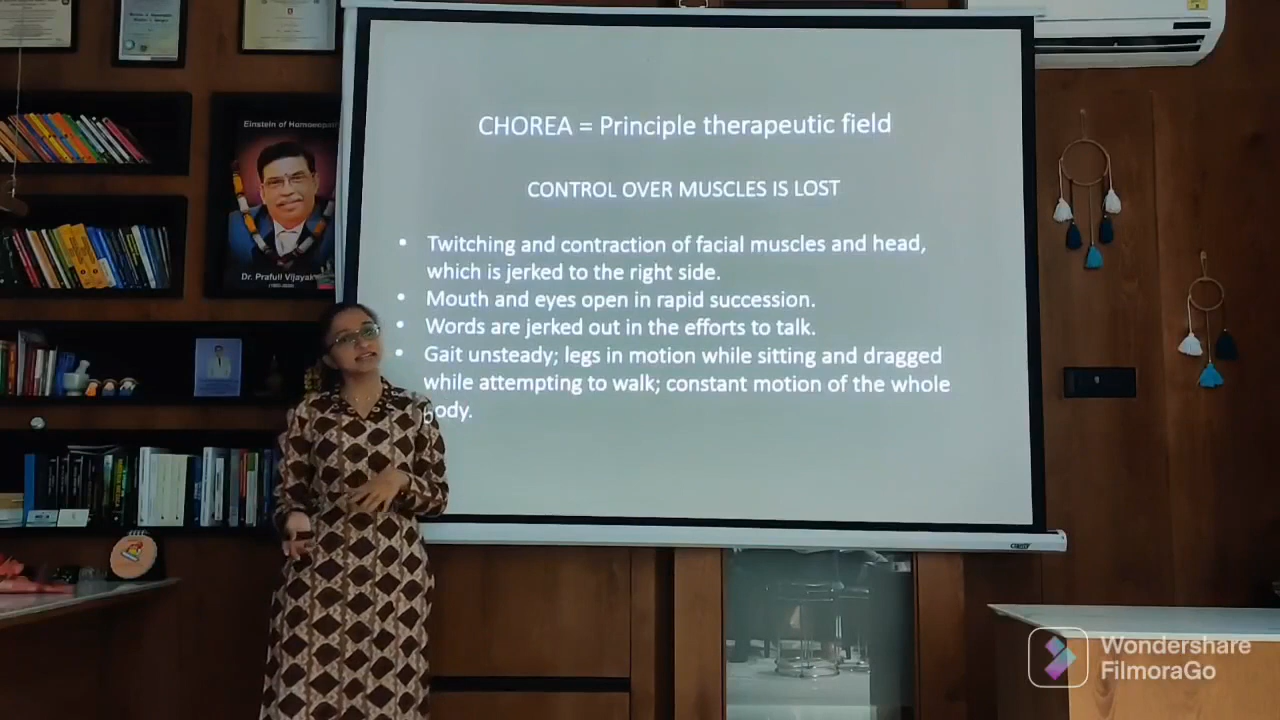 CHOREA = Principle therapeutic field
CONTROL OVER MUSCLES IS LOST
• Twitching and contraction of facial muscles and head,
which is jerked to the right side.
• Mouth and eyes open in rapid succession.
• Words are jerked out in the efforts to talk.
• Gait unsteady; legs in motion while sitting and dragged
while attempting to walk; constant motion of the whole
body.
Einstein of Homoeopath
Dr. Prafull Vijaya
Wondershare
FilmoraGo